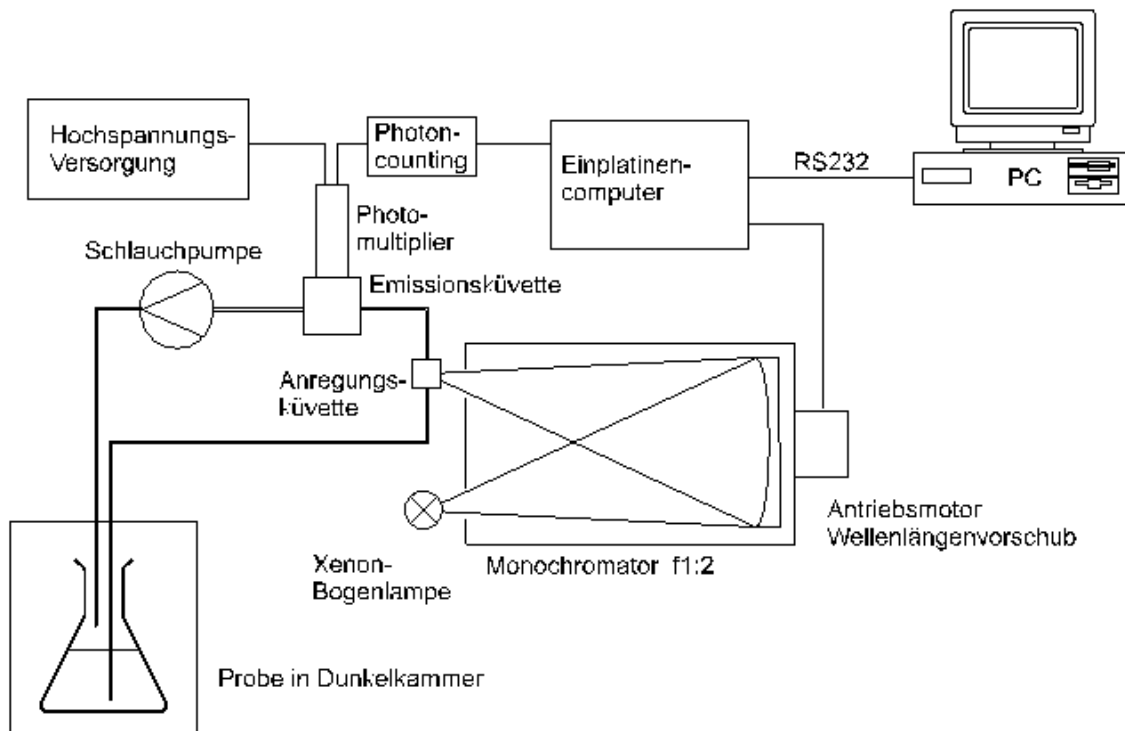 Hochspannungs-
Versorgung
Photon-
counting
Einplatinen-
computer
RS232
PC
Photo-
multiplier
Schlauchpumpe
Emissionsküvette
Anregungs-
küvette
Xenon-
Bogenlampe
Monochromator f1:2
Antriebsmotor
Wellenlängenvorschub
Probe in Dunkelkammer